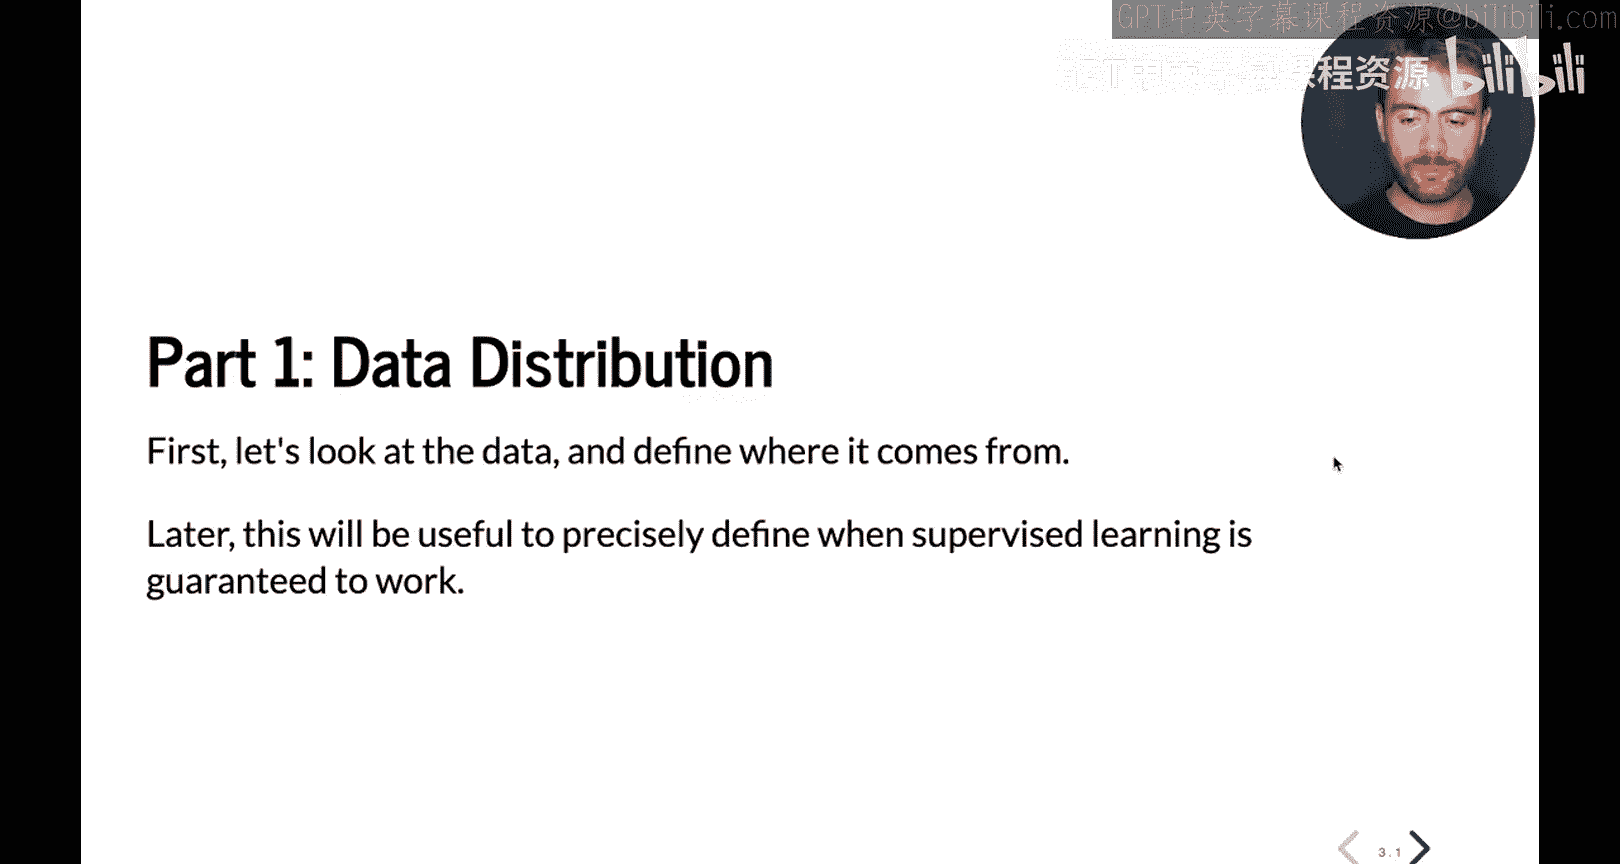 GPT中英字幕课程资源@bilibili.com
程资源 bilibili
Part 1: Data Distribution
First, let's look at the data, and define where it comes from.
Later, this will be useful to precisely define when supervised learning is
guaranteed to work.
3.1